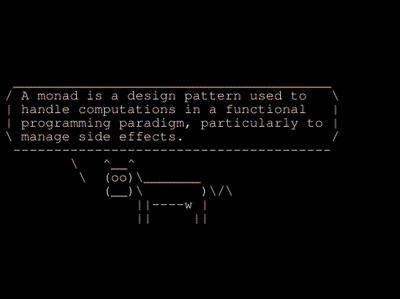 A monad is a design pattern used to
handle computations in a functional
programming paradigm, particularly to
manage side effects.